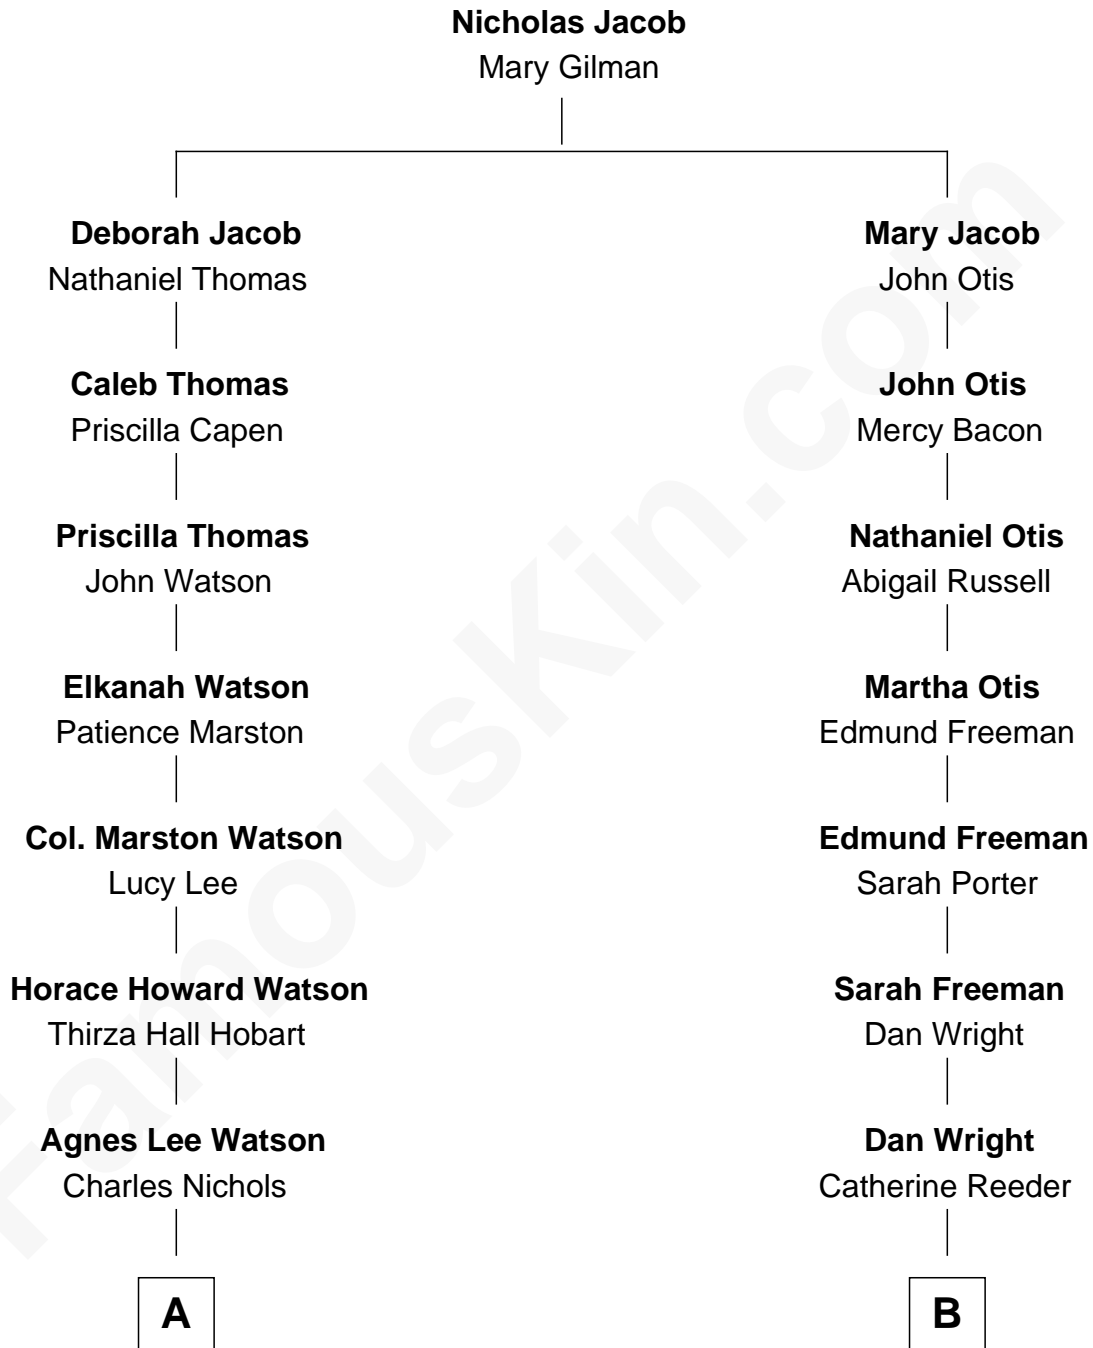 Nicholas Jacob
Mary Gilman
Deborah Jacob
Nathaniel Thomas
Mary Jacob
John Otis
Caleb Thomas
Priscilla Capen
John Otis
Mercy Bacon
Priscilla Thomas
John Watson
Nathaniel Otis
Abigail Russell
Elkanah Watson
Patience Marston
Martha Otis
Edmund Freeman
Col. Marston Watson
Lucy Lee
Edmund Freeman
Sarah Porter
Horace Howard Watson
Thirza Hall Hobart
Sarah Freeman
Dan Wright
Agnes Lee Watson
Charles Nichols
Dan Wright
Catherine Reeder
A
B
FamousKin.com